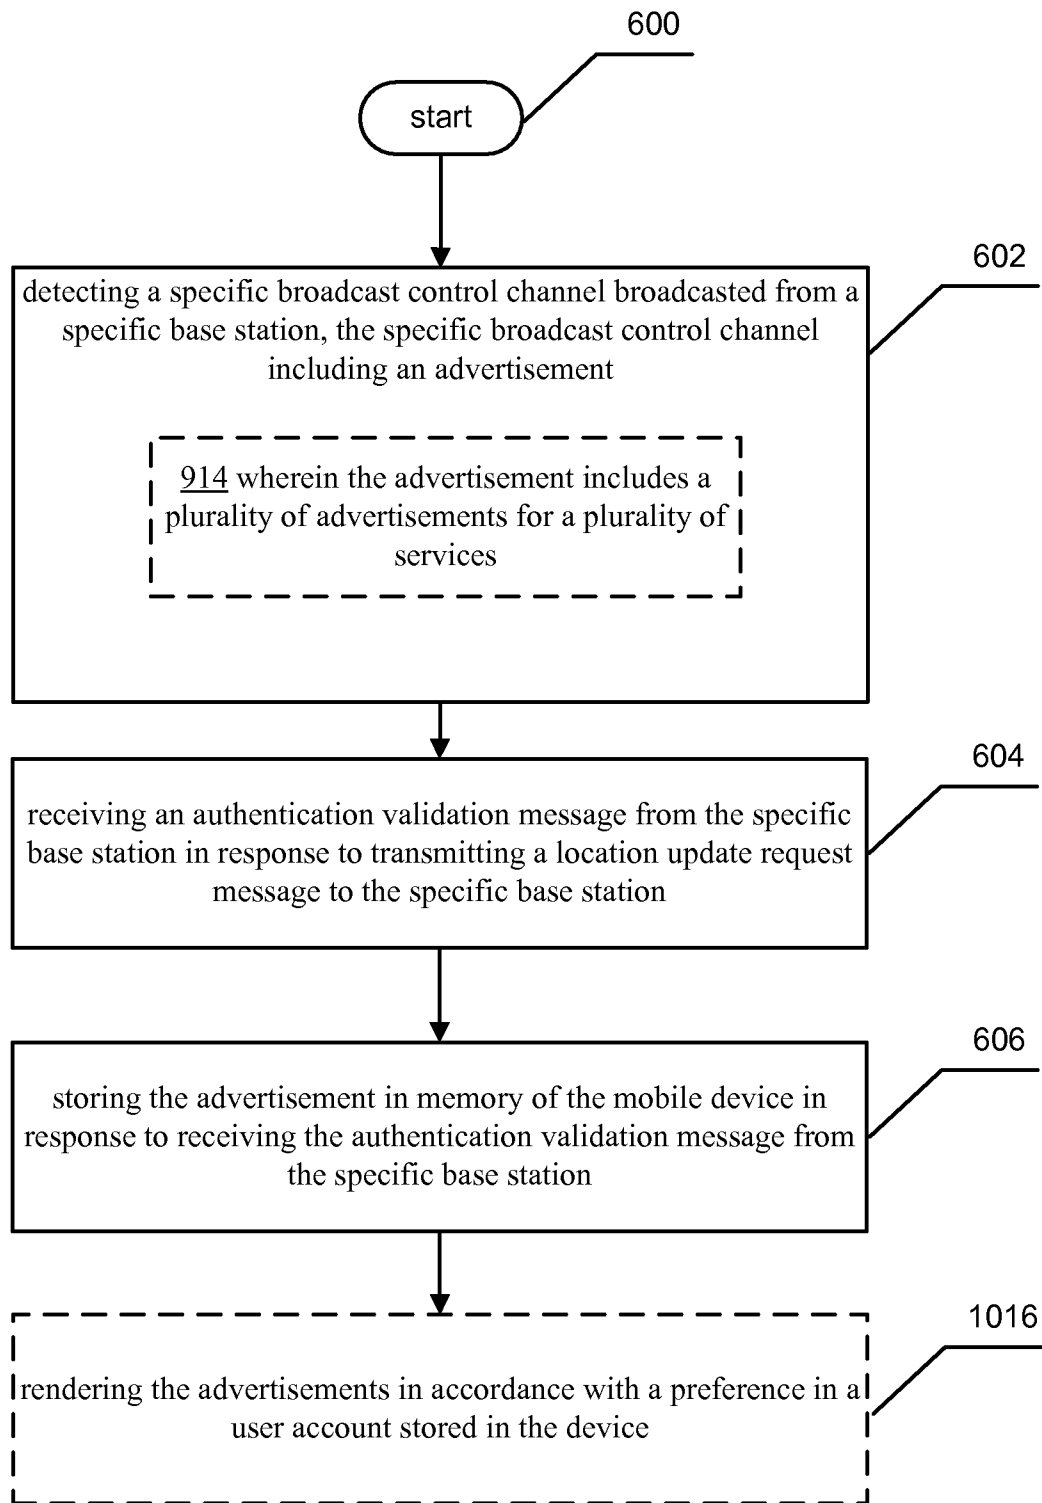 600
start
602
detecting a specific broadcast control channel broadcasted from a
specific base station, the specific broadcast control channel
including an advertisement
914 wherein the advertisement includes a
plurality of advertisements for a plurality of
services
604
receiving an authentication validation message from the specific
base station in response to transmitting a location update request
message to the specific base station
606
storing the advertisement in memory of the mobile device in
response to receiving the authentication validation message from
the specific base station
1016
rendering the advertisements in accordance with a preference in a
user account stored in the device